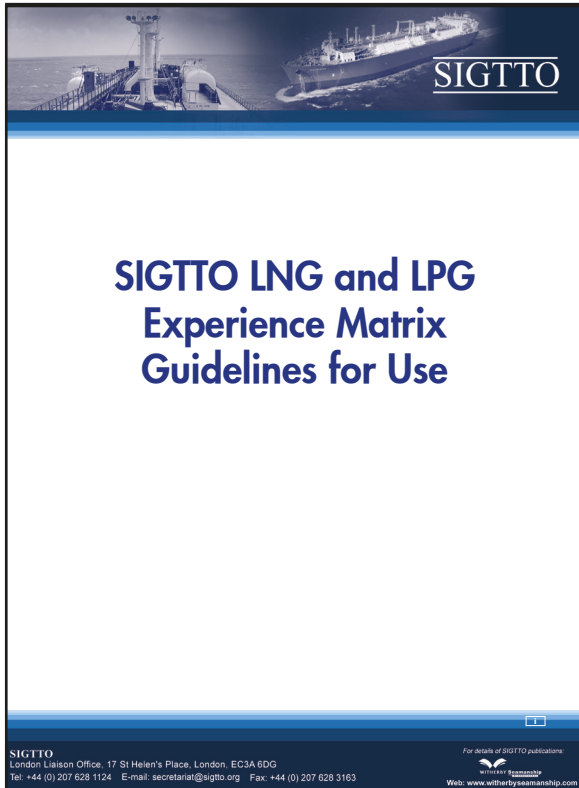 SIGTTO
SIGTTO LNG and LPG
Experience Matrix
Guidelines for Use
SIGTTO
London Liaison Office, 17 St Helen's Place, London, EC3A 6DG
Tel: +44 (0) 207 628 1124 E-mail: secretariat@sigtto.org Fax: +44 (0) 207 628 3163
For details of SIGTTO publications:
WITHERBY Seamanship
Web: www.witherbyseamanship.com